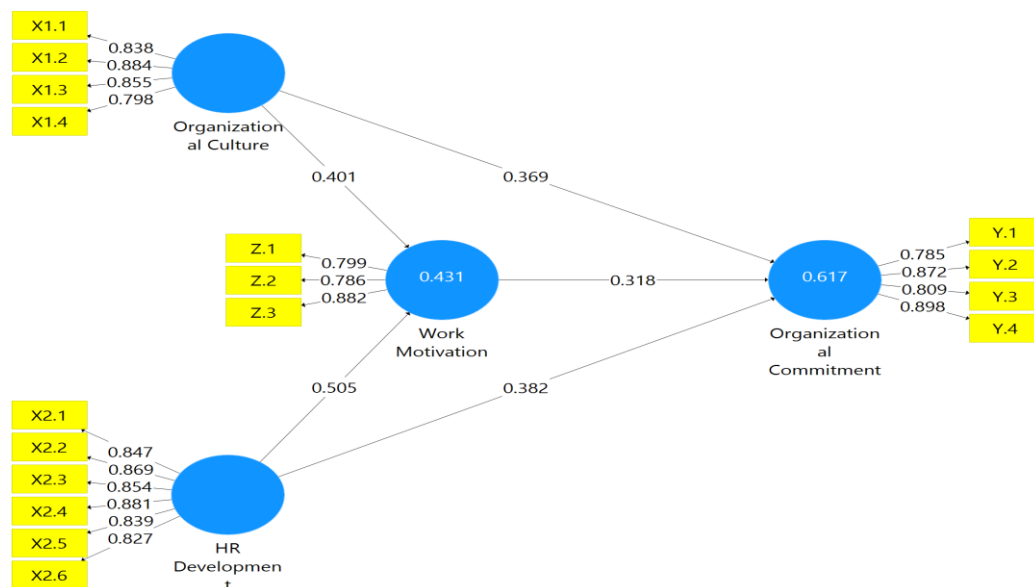 X1.1
X1.2
X1.3
X1.4
0.838
0.884
0.855
0.798
Organization
al Culture
0.401
0.369
Z.1
Z.2
Z.3
0.799
0.786
0.882
0.431
Work
Motivation
0.318
0.617
Organization
al
Commitment
0.785
0.872
0.809
0.898
Y.1
Y.2
Y.3
Y.4
0.505
0.382
X2.1
X2.2
X2.3
X2.4
X2.5
X2.6
0.847
0.869
0.854
0.881
0.839
0.827
HR
Developmen
t